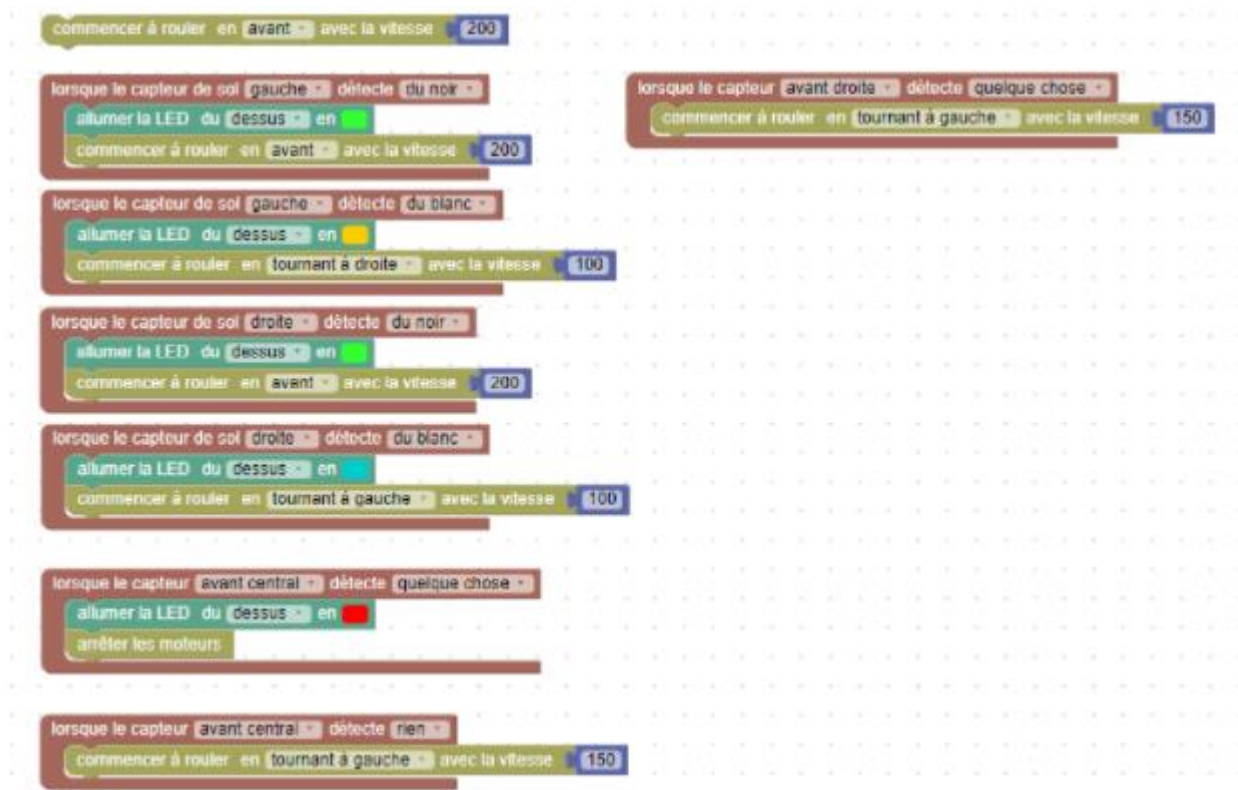 commencer à rouler en avant avec la vitesse 200
lorsque le capteur de sol gauche détecte du noir
allumer la LED du dessus en
commencer à rouler en avant avec la vitesse 200
lorsque le capteur de sol gauche détecte du blanc
allumer la LED du dessus en
commencer à rouler en tournant à droite avec la vitesse 100
lorsque le capteur de sol droite détecte du noir
allumer la LED du dessus en
commencer à rouler en avant avec la vitesse 200
lorsque le capteur de sol droite détecte du blanc
allumer la LED du dessus en
commencer à rouler en tournant à gauche avec la vitesse 100
lorsque le capteur avant central détecte quelque chose
allumer la LED du dessus en
arrêter les moteurs
lorsque le capteur avant central détecte rien
commencer à rouler en tournant à gauche avec la vitesse 150
lorsque le capteur avant droite détecte quelque chose
commencer à rouler en tournant à gauche avec la vitesse 150